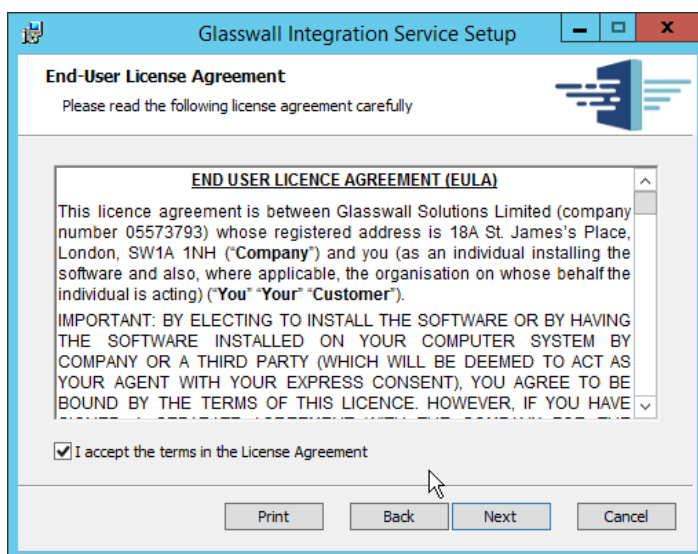 Glasswall Integration Service Setup
End-User License Agreement
Please read the following license agreement carefully
END USER LICENCE AGREEMENT (EULA)
This licence agreement is between Glasswall Solutions Limited (company
number 05573793) whose registered address is 18A St. James's Place,
London, SW1A 1NH (“Company”) and you (as an individual installing the
software and also, where applicable, the organisation on whose behalf the
individual is acting) (“You” “Your” “Customer”).
IMPORTANT: BY ELECTING TO INSTALL THE SOFTWARE OR BY HAVING
THE SOFTWARE INSTALLED ON YOUR COMPUTER SYSTEM BY
COMPANY OR A THIRD PARTY (WHICH WILL BE DEEMED TO ACT AS
YOUR AGENT WITH YOUR EXPRESS CONSENT), YOU AGREE TO BE
BOUND BY THE TERMS OF THIS LICENCE. HOWEVER, IF YOU HAVE
I accept the terms in the License Agreement
Print Back Next Cancel